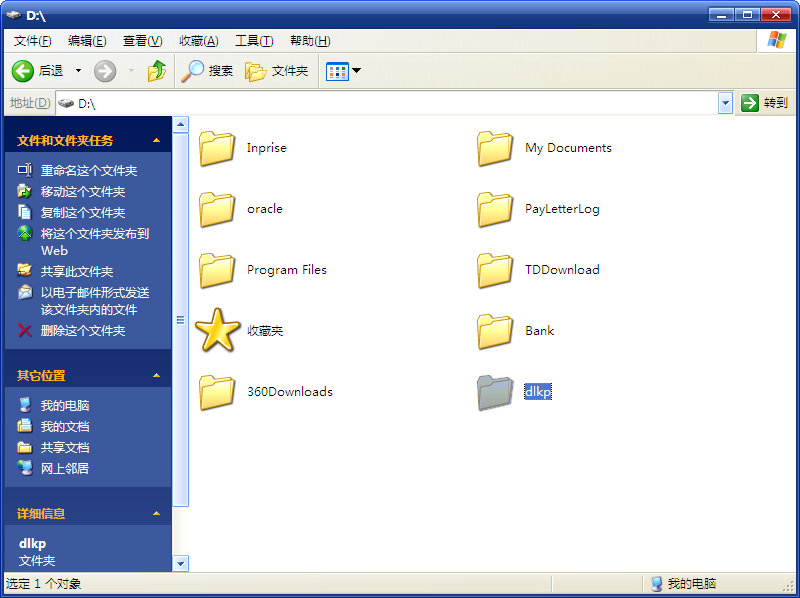 D:\
文件(F) 编辑(E) 查看(V) 收藏(A) 工具(T) 帮助(H)
后退 搜索 文件夹
地址(D) D:\ 转到
文件和文件夹任务
重命名这个文件夹
移动这个文件夹
复制这个文件夹
将这个文件夹发布到
Web
共享此文件夹
以电子邮件形式发送
该文件夹内的文件
删除这个文件夹
其它位置
我的电脑
我的文档
共享文档
网上邻居
详细信息
dlkp
文件夹
Inprise
My Documents
oracle
PayLetterLog
Program Files
TDDownload
收藏夹
Bank
360Downloads
dlkp
选定 1 个对象
我的电脑